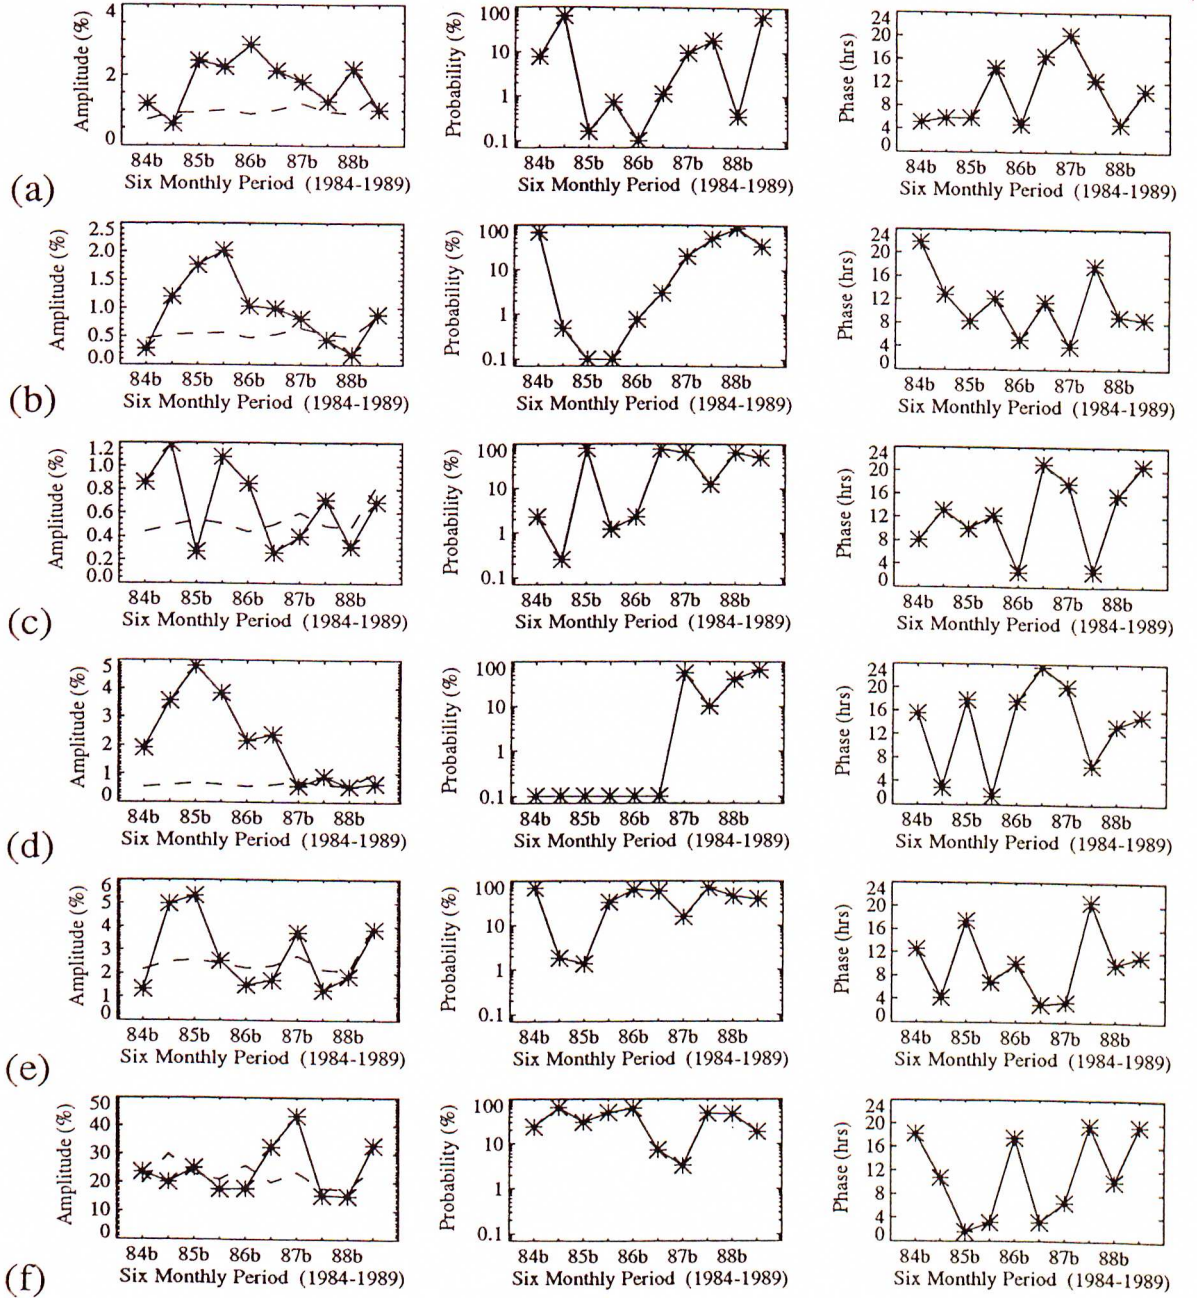 Amplitude (%)
4
2
0
84b 85b 86b 87b 88b
Six Monthly Period (1984-1989)
Probability (%)
100
10
1
0.1
84b 85b 86b 87b 88b
Six Monthly Period (1984-1989)
Phase (hrs)
24
20
16
12
8
4
0
84b 85b 86b 87b 88b
Six Monthly Period (1984-1989)
(a)
Amplitude (%)
2.5
2.0
1.5
1.0
0.5
0.0
84b 85b 86b 87b 88b
Six Monthly Period (1984-1989)
Probability (%)
100
10
1
0.1
84b 85b 86b 87b 88b
Six Monthly Period (1984-1989)
Phase (hrs)
24
20
16
12
8
4
0
84b 85b 86b 87b 88b
Six Monthly Period (1984-1989)
(b)
Amplitude (%)
1.2
1.0
0.8
0.6
0.4
0.2
0.0
84b 85b 86b 87b 88b
Six Monthly Period (1984-1989)
Probability (%)
100
10
1
0.1
84b 85b 86b 87b 88b
Six Monthly Period (1984-1989)
Phase (hrs)
24
20
16
12
8
4
0
84b 85b 86b 87b 88b
Six Monthly Period (1984-1989)
(c)
Amplitude (%)
5
4
3
2
1
0
84b 85b 86b 87b 88b
Six Monthly Period (1984-1989)
Probability (%)
100
10
1
0.1
84b 85b 86b 87b 88b
Six Monthly Period (1984-1989)
Phase (hrs)
24
20
16
12
8
4
0
84b 85b 86b 87b 88b
Six Monthly Period (1984-1989)
(d)
Amplitude (%)
6
5
4
3
2
1
0
84b 85b 86b 87b 88b
Six Monthly Period (1984-1989)
Probability (%)
100
10
1
0.1
84b 85b 86b 87b 88b
Six Monthly Period (1984-1989)
Phase (hrs)
24
20
16
12
8
4
0
84b 85b 86b 87b 88b
Six Monthly Period (1984-1989)
(e)
Amplitude (%)
50
40
30
20
10
0
84b 85b 86b 87b 88b
Six Monthly Period (1984-1989)
Probability (%)
100
10
1
0.1
84b 85b 86b 87b 88b
Six Monthly Period (1984-1989)
Phase (hrs)
24
20
16
12
8
4
0
84b 85b 86b 87b 88b
Six Monthly Period (1984-1989)
(f)